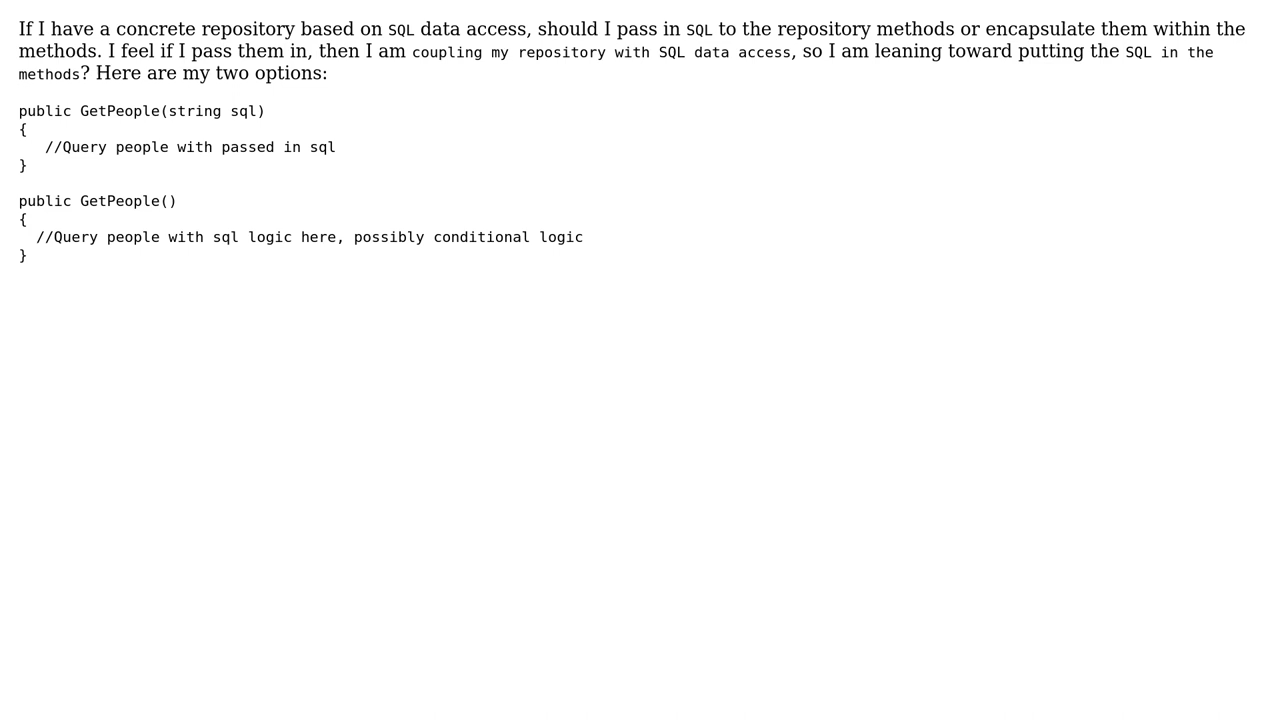 If I have a concrete repository based on SQL data access, should I pass in SQL to the repository methods or encapsulate them within the
methods. I feel if I pass them in, then I am coupling my repository with SQL data access, so I am leaning toward putting the SQL in the
methods? Here are my two options:
public GetPeople(string sql)
{
   //Query people with passed in sql
}
public GetPeople()
{
  //Query people with sql logic here, possibly conditional logic
}